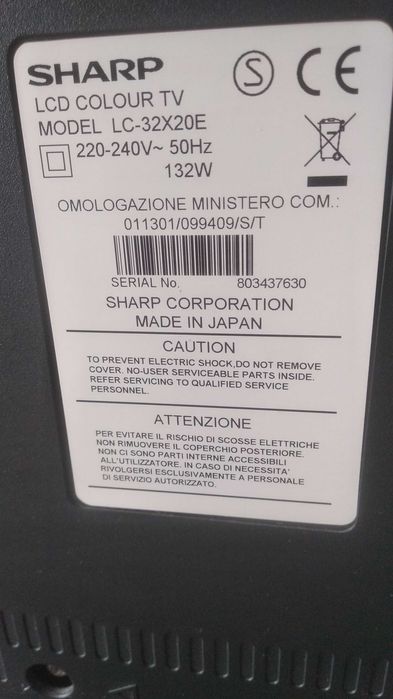 SHARP
S CE
LCD COLOUR TV
MODEL LC-32X20E
220-240V~ 50Hz
132W
OMOLOGAZIONE MINISTERO COM.:
011301/099409/S/T
SERIAL No. 803437630
SHARP CORPORATION
MADE IN JAPAN
CAUTION
TO PREVENT ELECTRIC SHOCK,DO NOT REMOVE
COVER. NO-USER SERVICEABLE PARTS INSIDE.
REFER SERVICING TO QUALIFIED SERVICE
PERSONNEL.
ATTENZIONE
PER EVITARE IL RISCHIO DI SCOSSE ELETTRICHE
NON RIMUOVERE IL COPERCHIO POSTERIORE.
NON CI SONO PARTI INTERNE ACCESSIBILI
ALL'UTILIZZATORE. IN CASO DI NECESSITA'
RIVOLGERSI ESCLUSIVAMENTE A PERSONALE
DI SERVIZIO AUTORIZZATO.